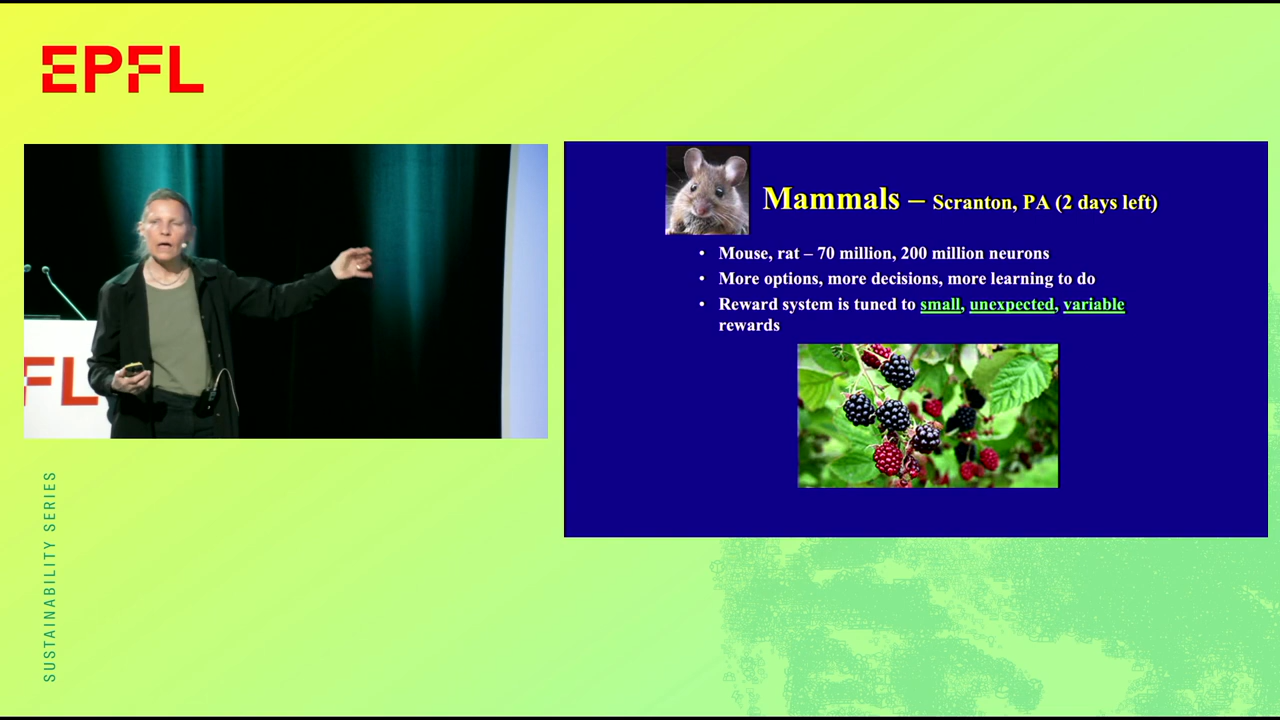 EPFL
FL
Mammals – Scranton, PA (2 days left)
• Mouse, rat – 70 million, 200 million neurons
• More options, more decisions, more learning to do
• Reward system is tuned to small, unexpected, variable
rewards
SUSTAINABILITY SERIES